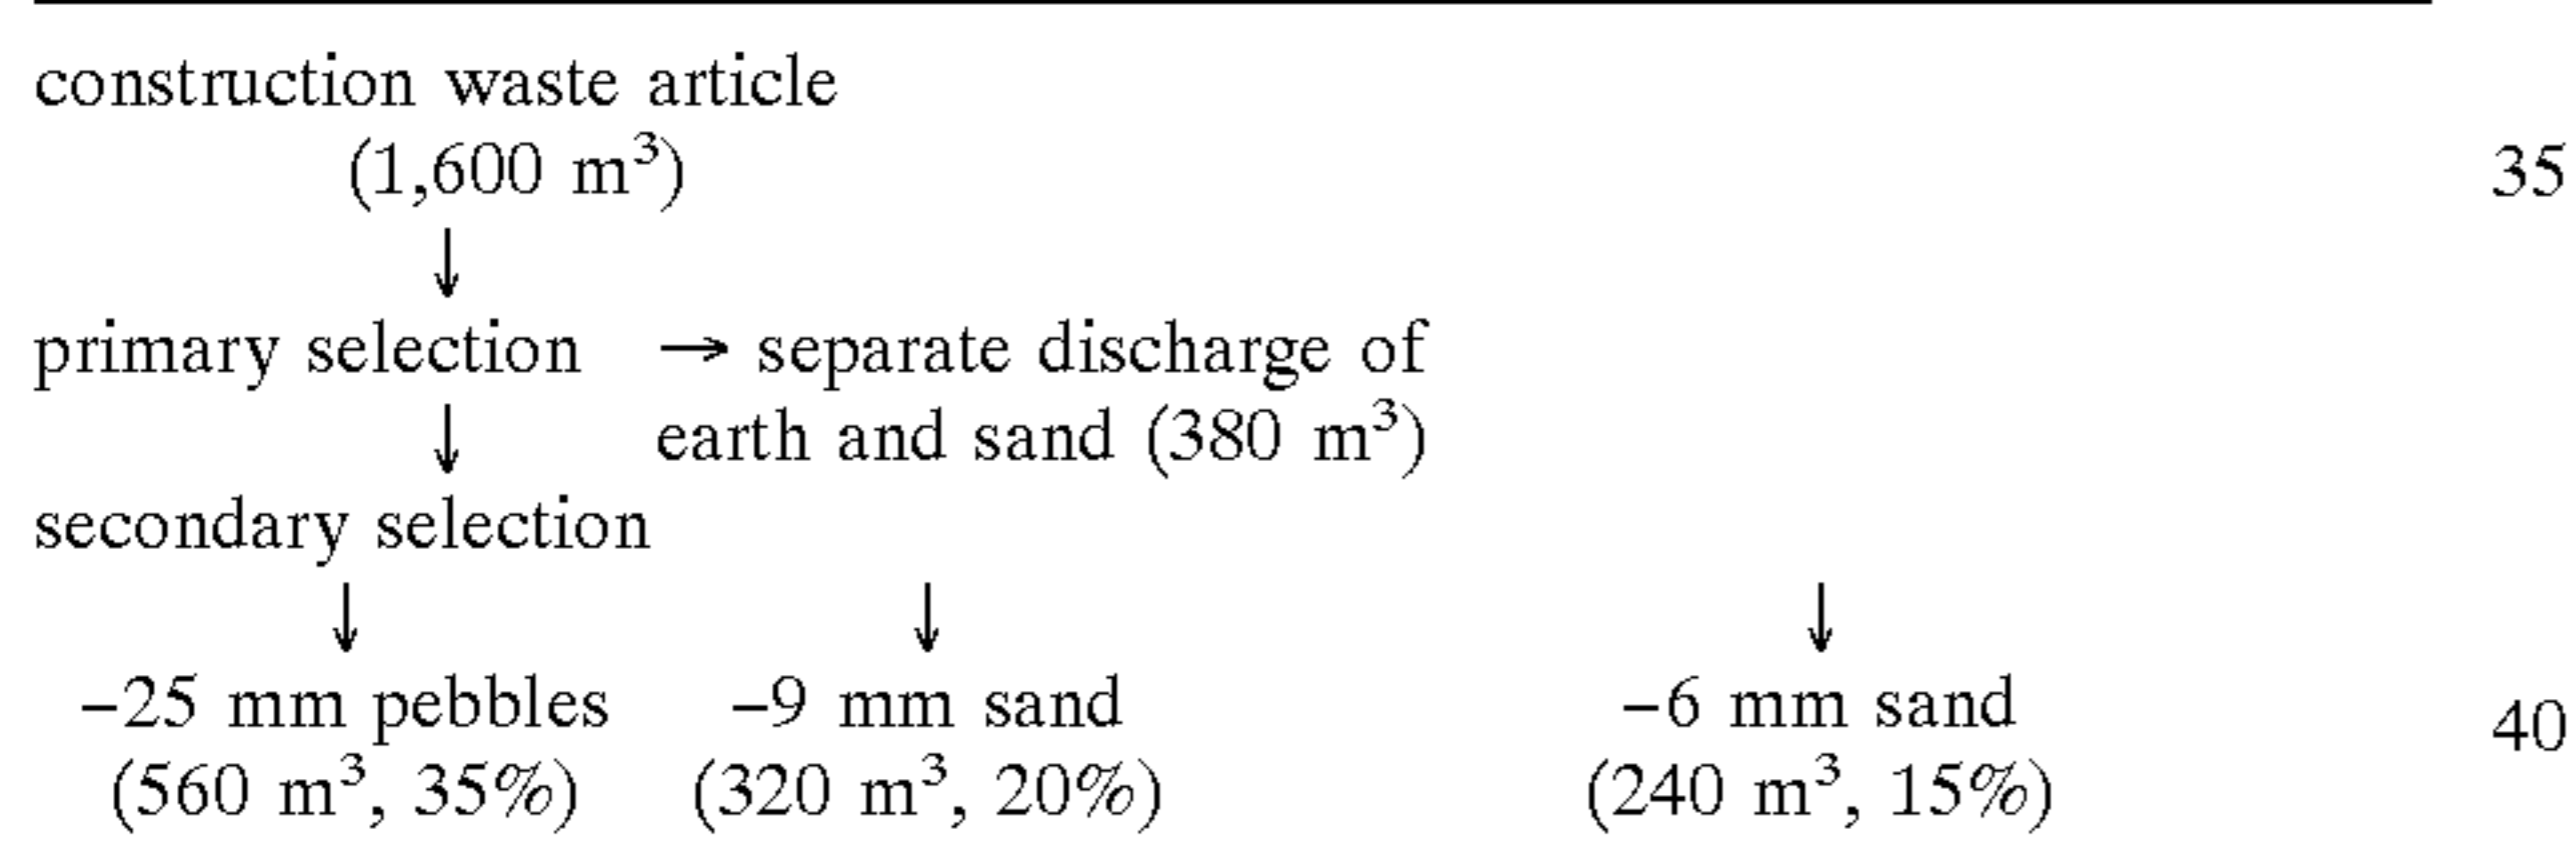 construction waste article
(1,600 m³) 35
↓
primary selection → separate discharge of
↓ earth and sand (380 m³)
secondary selection
↓ ↓ ↓
–25 mm pebbles –9 mm sand –6 mm sand 40
(560 m³, 35%) (320 m³, 20%) (240 m³, 15%)